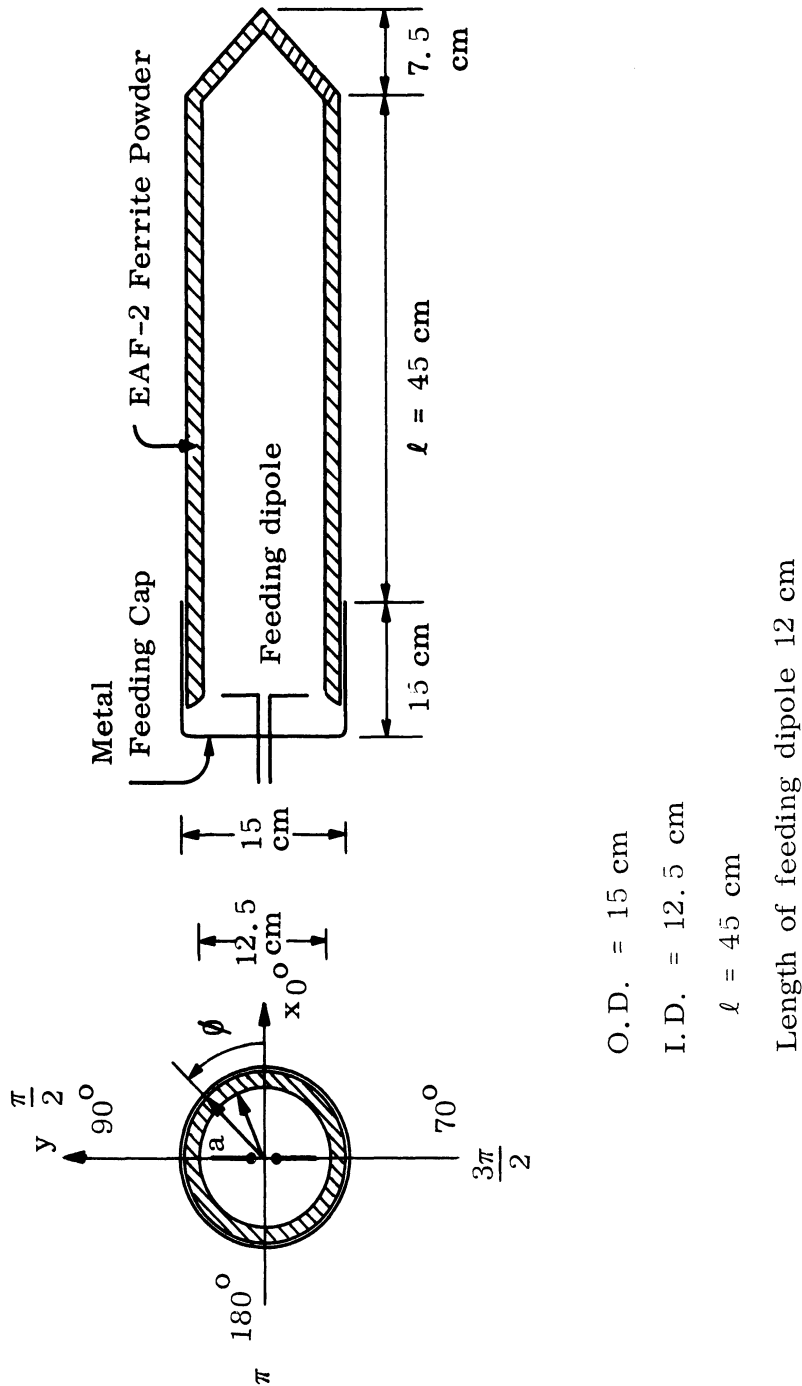 π
180°
π/2
90°
y
a
ϕ
x 0°
70°
3π/2
12.5
cm
15
cm
Metal
Feeding Cap
EAF-2 Ferrite Powder
Feeding dipole
15 cm
ℓ = 45 cm
7.5
cm
O.D. = 15 cm
I.D. = 12.5 cm
ℓ = 45 cm
Length of feeding dipole 12 cm